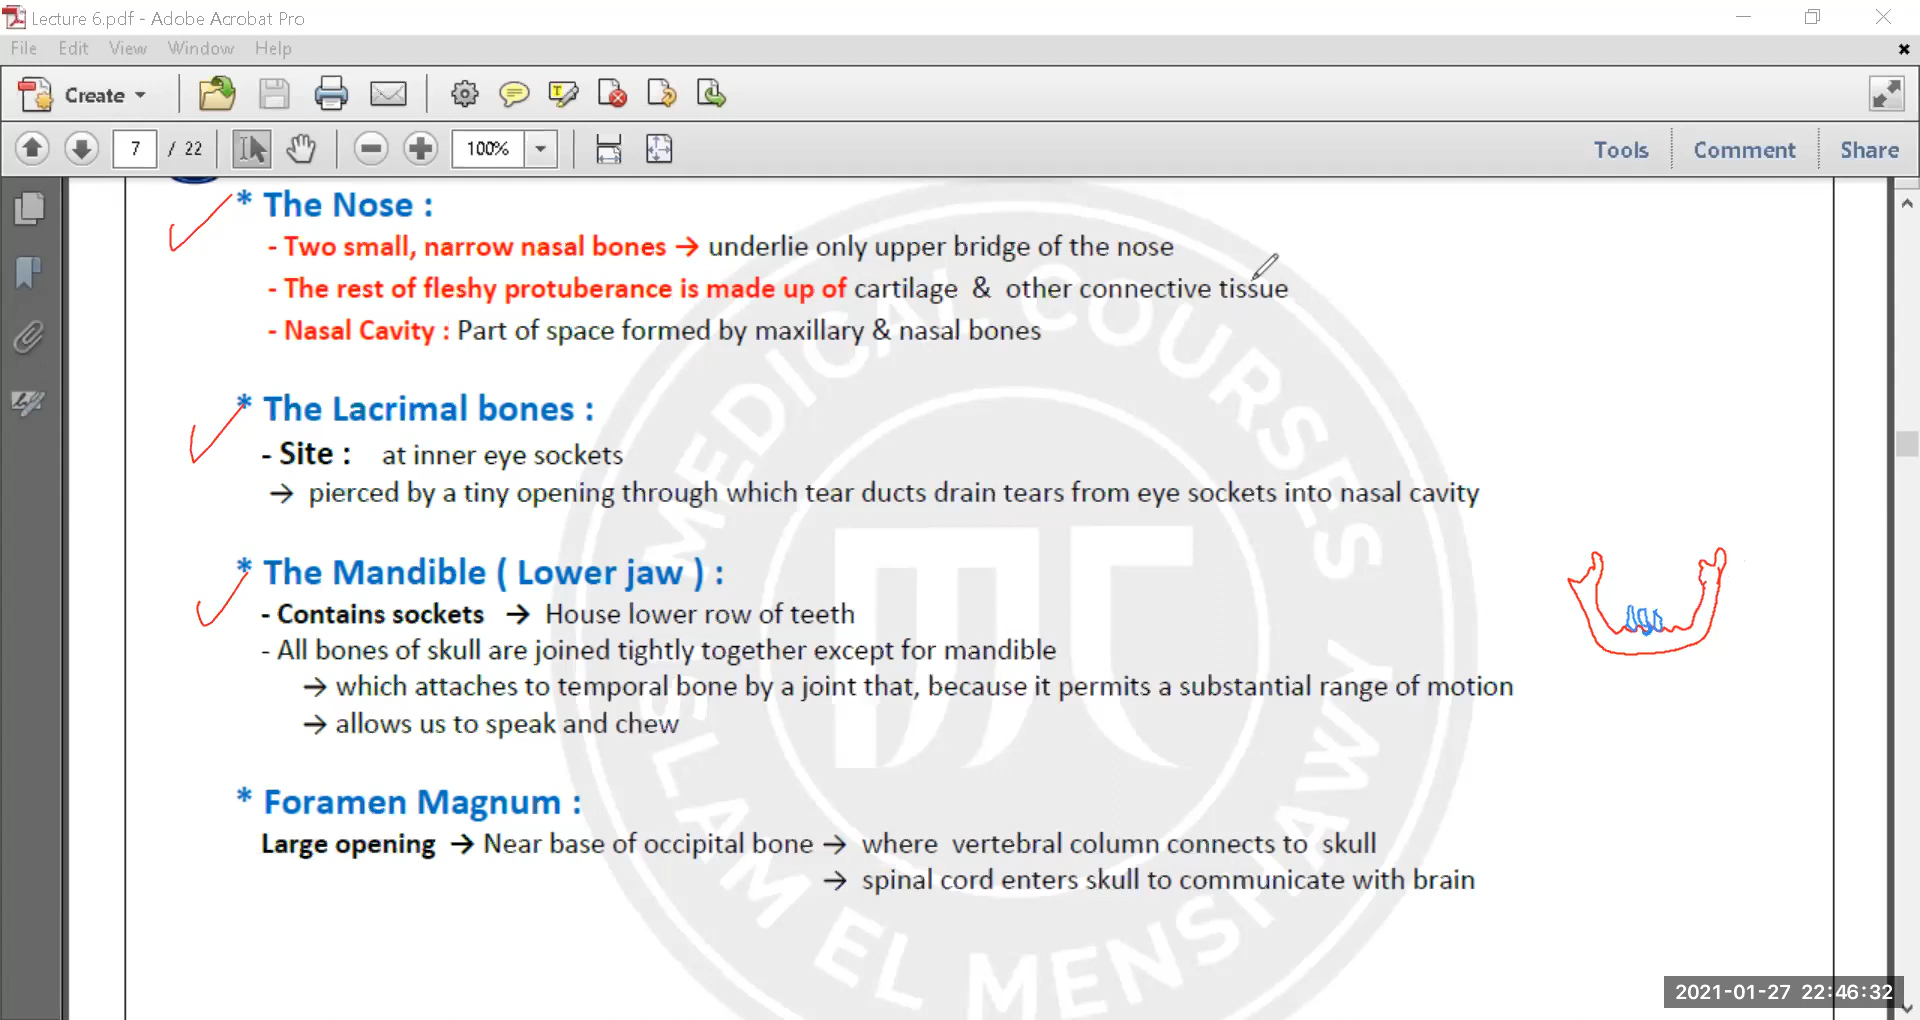 Lecture 6.pdf - Adobe Acrobat Pro
File Edit View Window Help
Create
7 / 22 100% Tools Comment Share
* The Nose :
- Two small, narrow nasal bones → underlie only upper bridge of the nose
- The rest of fleshy protuberance is made up of cartilage & other connective tissue
- Nasal Cavity : Part of space formed by maxillary & nasal bones
* The Lacrimal bones :
- Site : at inner eye sockets
→ pierced by a tiny opening through which tear ducts drain tears from eye sockets into nasal cavity
* The Mandible ( Lower jaw ) :
- Contains sockets → House lower row of teeth
- All bones of skull are joined tightly together except for mandible
→ which attaches to temporal bone by a joint that, because it permits a substantial range of motion
→ allows us to speak and chew
* Foramen Magnum :
Large opening → Near base of occipital bone → where vertebral column connects to skull
→ spinal cord enters skull to communicate with brain
MEDICAL COURSES
ISLAM EL MENSHAWY
2021-01-27 22:46:32